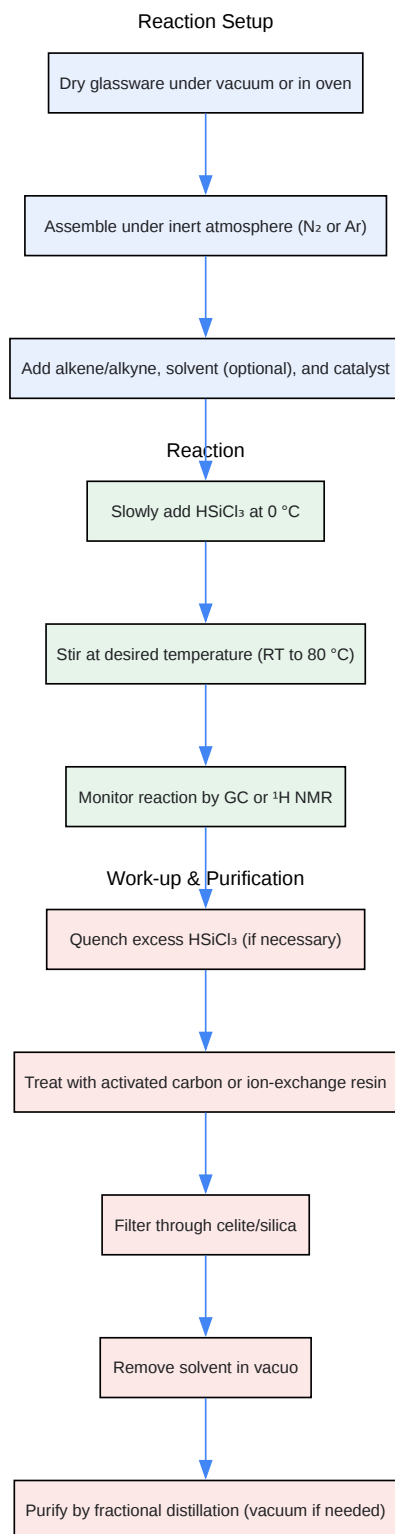 Reaction Setup
Dry glassware under vacuum or in oven
Assemble under inert atmosphere (N₂ or Ar)
Add alkene/alkyne, solvent (optional), and catalyst
Reaction
Slowly add HSiCl₃ at 0 °C
Stir at desired temperature (RT to 80 °C)
Monitor reaction by GC or ¹H NMR
Work-up & Purification
Quench excess HSiCl₃ (if necessary)
Treat with activated carbon or ion-exchange resin
Filter through celite/silica
Remove solvent in vacuo
Purify by fractional distillation (vacuum if needed)